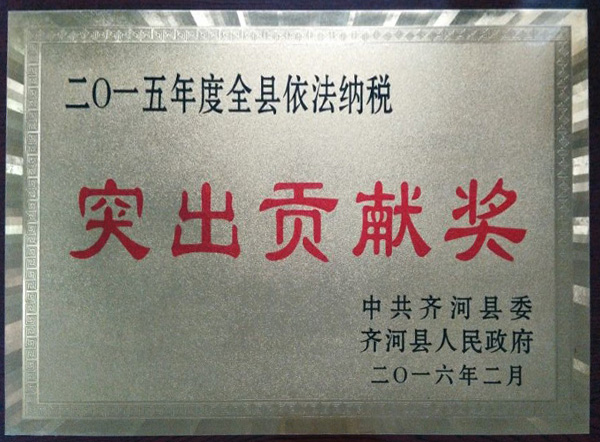 二〇一五年度全县依法纳税
突出贡献奖
中共齐河县委
齐河县人民政府
二〇一六年二月